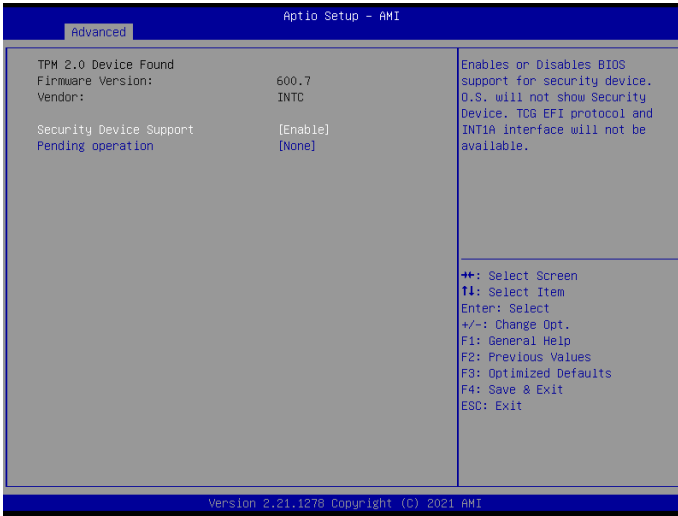 Aptio Setup – AMI
Advanced
TPM 2.0 Device Found
Firmware Version: 600.7
Vendor: INTC
Security Device Support [Enable]
Pending operation [None]
Enables or Disables BIOS
support for security device.
O.S. will not show Security
Device. TCG EFI protocol and
INT1A interface will not be
available.
→←: Select Screen
↑↓: Select Item
Enter: Select
+/-: Change Opt.
F1: General Help
F2: Previous Values
F3: Optimized Defaults
F4: Save & Exit
ESC: Exit
Version 2.21.1278 Copyright (C) 2021 AMI